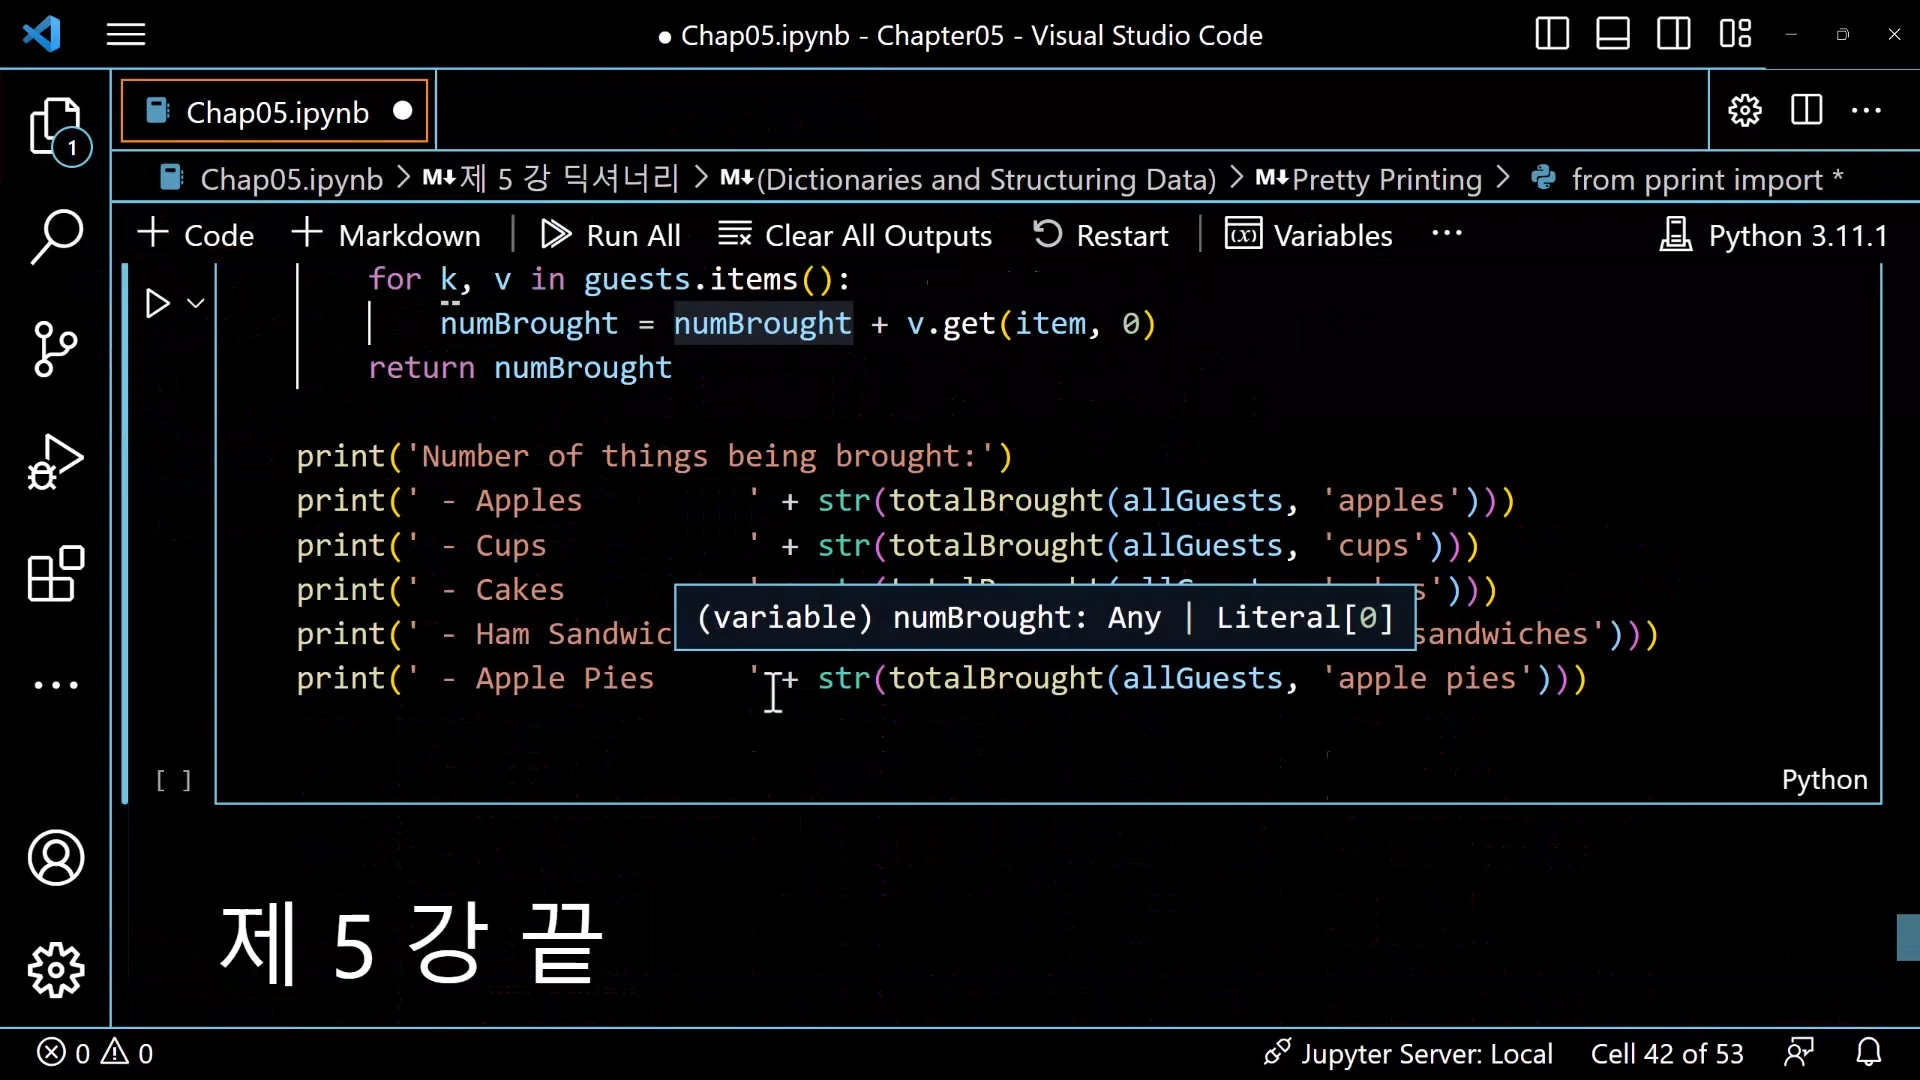 ● Chap05.ipynb - Chapter05 - Visual Studio Code
Chap05.ipynb ●
1
Chap05.ipynb > M↓제 5 강 딕셔너리 > M↓(Dictionaries and Structuring Data) > M↓Pretty Printing > from pprint import *
+ Code + Markdown | Run All Clear All Outputs Restart | Variables ··· Python 3.11.1
for k, v in guests.items():
numBrought = numBrought + v.get(item, 0)
return numBrought
print('Number of things being brought:')
print(' - Apples         ' + str(totalBrought(allGuests, 'apples')))
print(' - Cups           ' + str(totalBrought(allGuests, 'cups')))
print(' - Cakes ')))
(variable) numBrought: Any | Literal[0]
print(' - Ham Sandwic sandwiches')))
print(' - Apple Pies     '+ str(totalBrought(allGuests, 'apple pies')))
[ ]
Python
제 5 강 끝
0 0 Jupyter Server: Local Cell 42 of 53